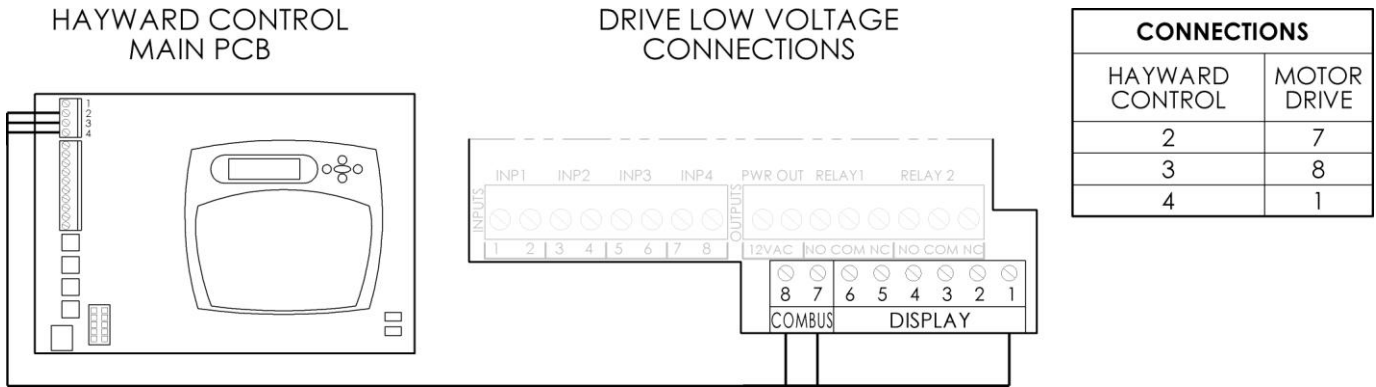 HAYWARD CONTROL
MAIN PCB
1
2
3
4
DRIVE LOW VOLTAGE
CONNECTIONS
INP1 INP2 INP3 INP4 PWR OUT RELAY1 RELAY 2
INPUTS
OUTPUTS
1 2 3 4 5 6 7 8 12VAC NO COM NC NO COM NC
8 7 6 5 4 3 2 1
COMBUS DISPLAY
CONNECTIONS
HAYWARD CONTROL MOTOR DRIVE
2 7
3 8
4 1